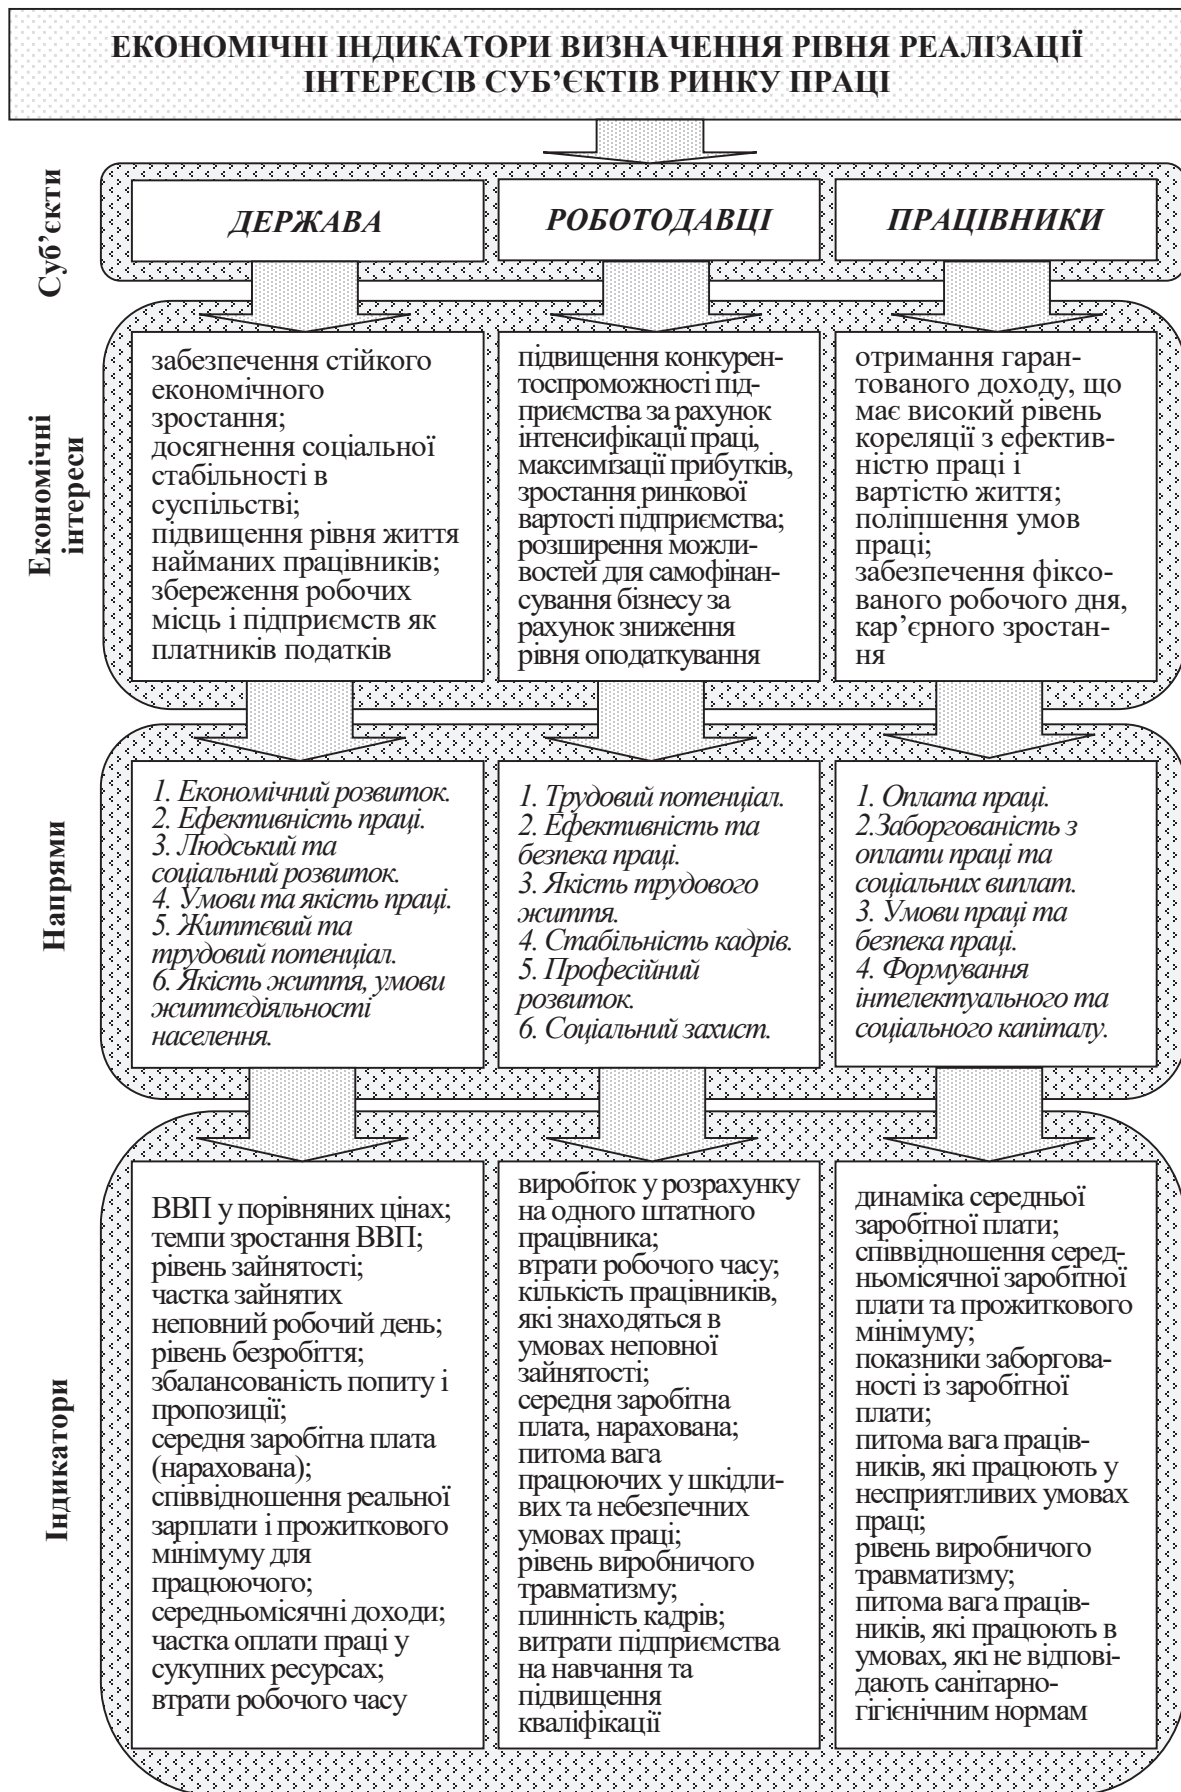 ЕКОНОМІЧНІ ІНДИКАТОРИ ВИЗНАЧЕННЯ РІВНЯ РЕАЛІЗАЦІЇ
ІНТЕРЕСІВ СУБ’ЄКТІВ РИНКУ ПРАЦІ
Суб’єкти
ДЕРЖАВА
РОБОТОДАВЦІ
ПРАЦІВНИКИ
Економічні
інтереси
забезпечення стійкого
економічного
зростання;
досягнення соціальної
стабільності в
суспільстві;
підвищення рівня життя
найманих працівників;
збереження робочих
місць і підприємств як
платників податків
підвищення конкурен-
тоспроможності під-
приємства за рахунок
інтенсифікації праці,
максимізації прибутків,
зростання ринкової
вартості підприємства;
розширення можли-
востей для самофінан-
сування бізнесу за
рахунок зниження
рівня оподаткування
отримання гаран-
тованого доходу, що
має високий рівень
кореляції з ефектив-
ністю праці і
вартістю життя;
поліпшення умов
праці;
забезпечення фіксо-
ваного робочого дня,
кар’єрного зростан-
ня
Напрями
1. Економічний розвиток.
2. Ефективність праці.
3. Людський та
соціальний розвиток.
4. Умови та якість праці.
5. Життєвий та
трудовий потенціал.
6. Якість життя, умови
життєдіяльності
населення.
1. Трудовий потенціал.
2. Ефективність та
безпека праці.
3. Якість трудового
життя.
4. Стабільність кадрів.
5. Професійний
розвиток.
6. Соціальний захист.
1. Оплата праці.
2.Заборгованість з
оплати праці та
соціальних виплат.
3. Умови праці та
безпека праці.
4. Формування
інтелектуального та
соціального капіталу.
Індикатори
ВВП у порівняних цінах;
темпи зростання ВВП;
рівень зайнятості;
частка зайнятих
неповний робочий день;
рівень безробіття;
збалансованість попиту і
пропозиції;
середня заробітна плата
(нарахована);
співвідношення реальної
зарплати і прожиткового
мінімуму для
працюючого;
середньомісячні доходи;
частка оплати праці у
сукупних ресурсах;
втрати робочого часу
виробіток у розрахунку
на одного штатного
працівника;
втрати робочого часу;
кількість працівників,
які знаходяться в
умовах неповної
зайнятості;
середня заробітна
плата, нарахована;
питома вага
працюючих у шкідли-
вих та небезпечних
умовах праці;
рівень виробничого
травматизму;
плинність кадрів;
витрати підприємства
на навчання та
підвищення
кваліфікації
динаміка середньої
заробітної плати;
співвідношення серед-
ньомісячної заробітної
плати та прожиткового
мінімуму;
показники заборгова-
ності із заробітної
плати;
питома вага праців-
ників, які працюють у
несприятливих умовах
праці;
рівень виробничого
травматизму;
питома вага праців-
ників, які працюють в
умовах, які не відпові-
дають санітарно-
гігієнічним нормам